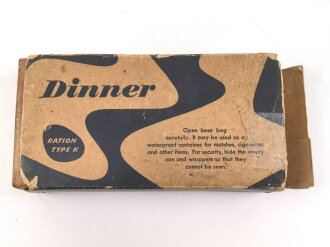 Dinner
RATION
TYPE K
Open inner bag
carefully. It may be used as a
waterproof container for matches, cigarettes
and other items. For security, hide the empty
can and wrappers so that they
cannot be seen.